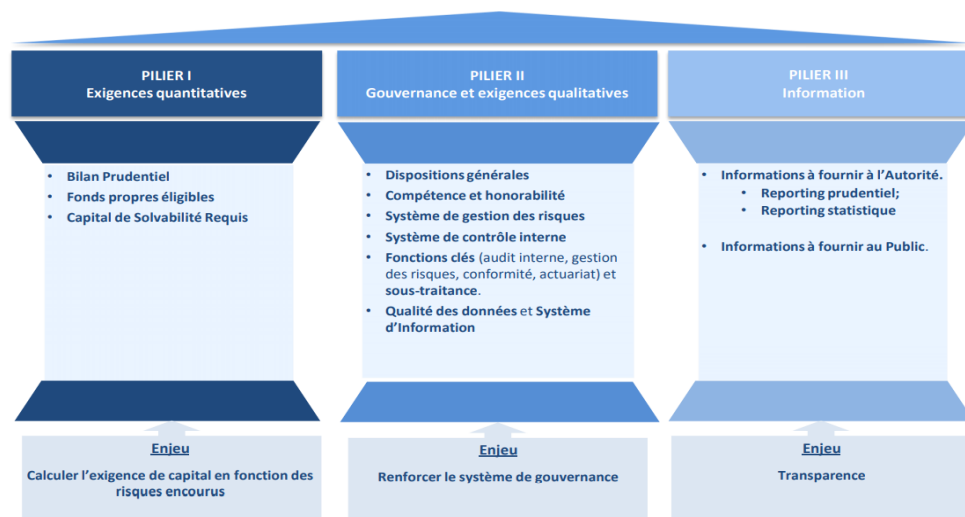 PILIER I
Exigences quantitatives
• Bilan Prudentiel
• Fonds propres éligibles
• Capital de Solvabilité Requis
Enjeu
Calculer l'exigence de capital en fonction des
risques encourus
PILIER II
Gouvernance et exigences qualitatives
• Dispositions générales
• Compétence et honorabilité
• Système de gestion des risques
• Système de contrôle interne
• Fonctions clés (audit interne, gestion
des risques, conformité, actuariat) et
sous-traitance.
• Qualité des données et Système
d'Information
Enjeu
Renforcer le système de gouvernance
PILIER III
Information
• Informations à fournir à l'Autorité.
• Reporting prudentiel;
• Reporting statistique
• Informations à fournir au Public.
Enjeu
Transparence